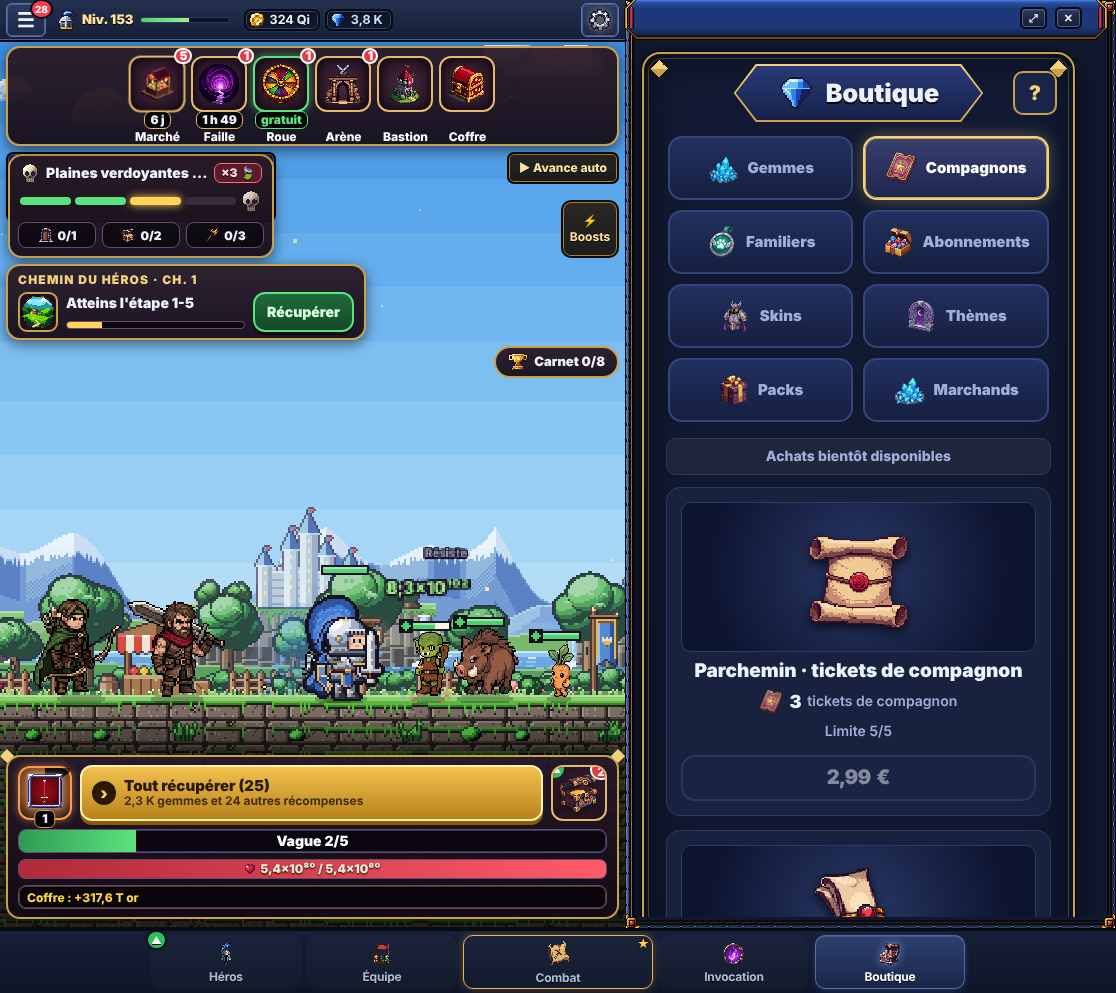 28
Niv. 153
324 Qi
3,8 K
5
1
1
1
6 j
1 h 49
gratuit
Marché
Faille
Roue
Arène
Bastion
Coffre
Plaines verdoyantes ...
×3
0/1
0/2
0/3
Avance auto
Boosts
CHEMIN DU HÉROS · CH. 1
Atteins l'étape 1-5
Récupérer
Carnet 0/8
Résiste
1
Tout récupérer (25)
2,3 K gemmes et 24 autres récompenses
Vague 2/5
5,4×10⁸⁰ / 5,4×10⁸⁰
Coffre : +317,6 T or
Boutique
?
Gemmes
Compagnons
Familiers
Abonnements
Skins
Thèmes
Packs
Marchands
Achats bientôt disponibles
Parchemin · tickets de compagnon
3 tickets de compagnon
Limite 5/5
2,99 €
Héros
Équipe
Combat
Invocation
Boutique